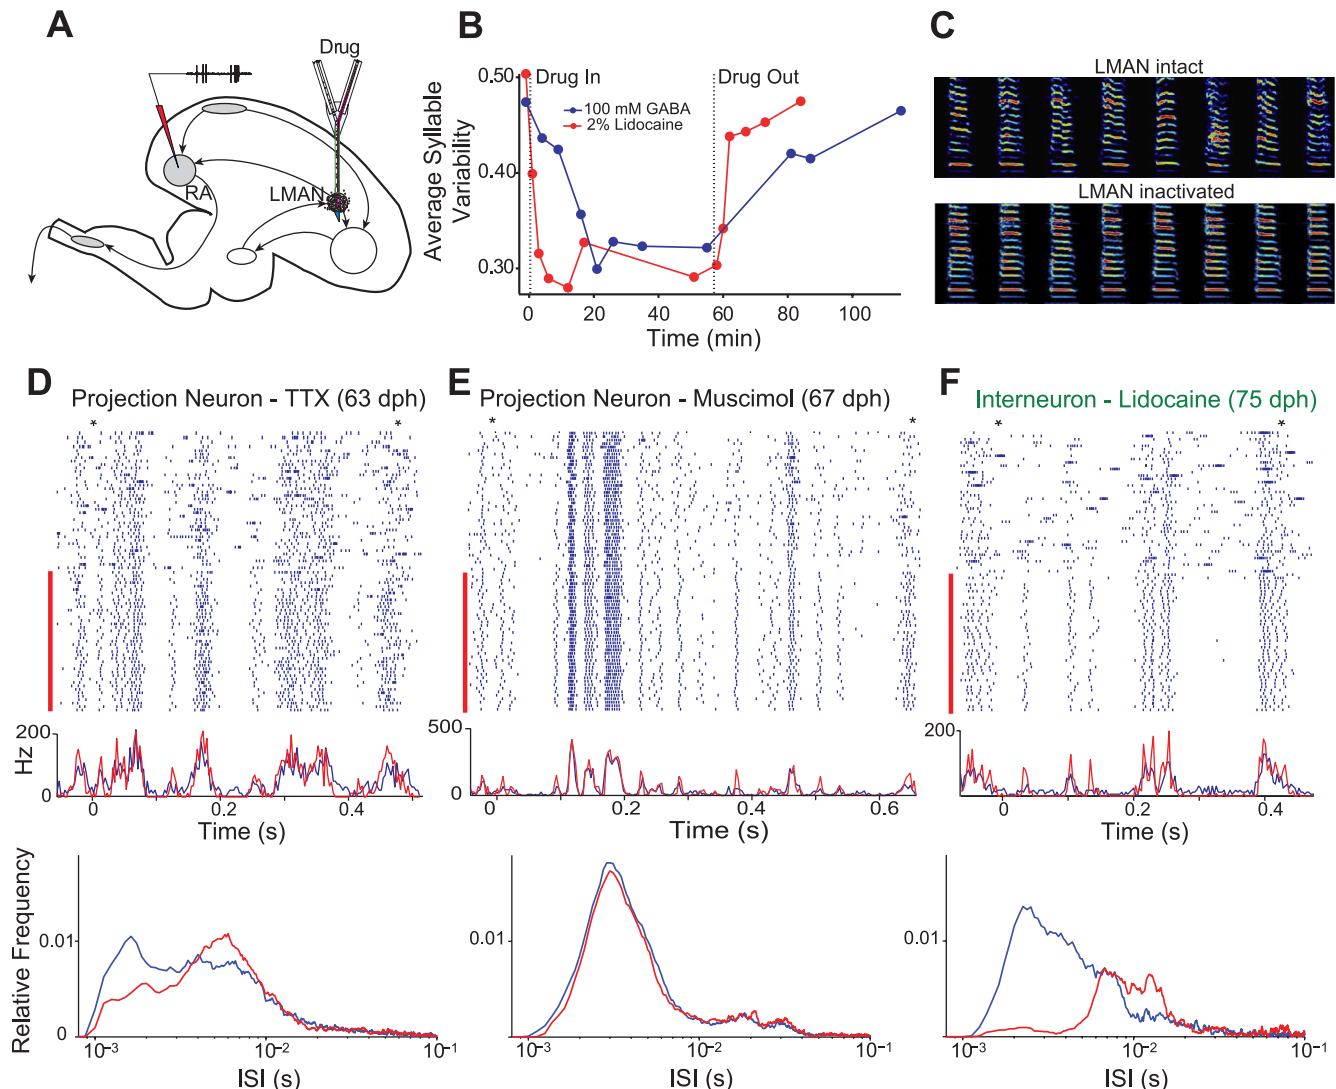 A
Drug
RA
LMAN
B
Average Syllable
Variability
0.50
0.40
0.30
Drug In
Drug Out
100 mM GABA
2% Lidocaine
0
20
40
60
80
100
Time (min)
C
LMAN intact
LMAN inactivated
D
Projection Neuron - TTX (63 dph)
*
*
200
Hz
0
0
0.2
0.4
Time (s)
Relative Frequency
0.01
0
10⁻³
10⁻²
10⁻¹
ISI (s)
E
Projection Neuron - Muscimol (67 dph)
*
*
500
0
0
0.2
0.4
0.6
Time (s)
0.01
10⁻³
10⁻²
10⁻¹
ISI (s)
F
Interneuron - Lidocaine (75 dph)
*
*
200
0
0
0.2
0.4
Time (s)
0.01
10⁻³
10⁻²
10⁻¹
ISI (s)